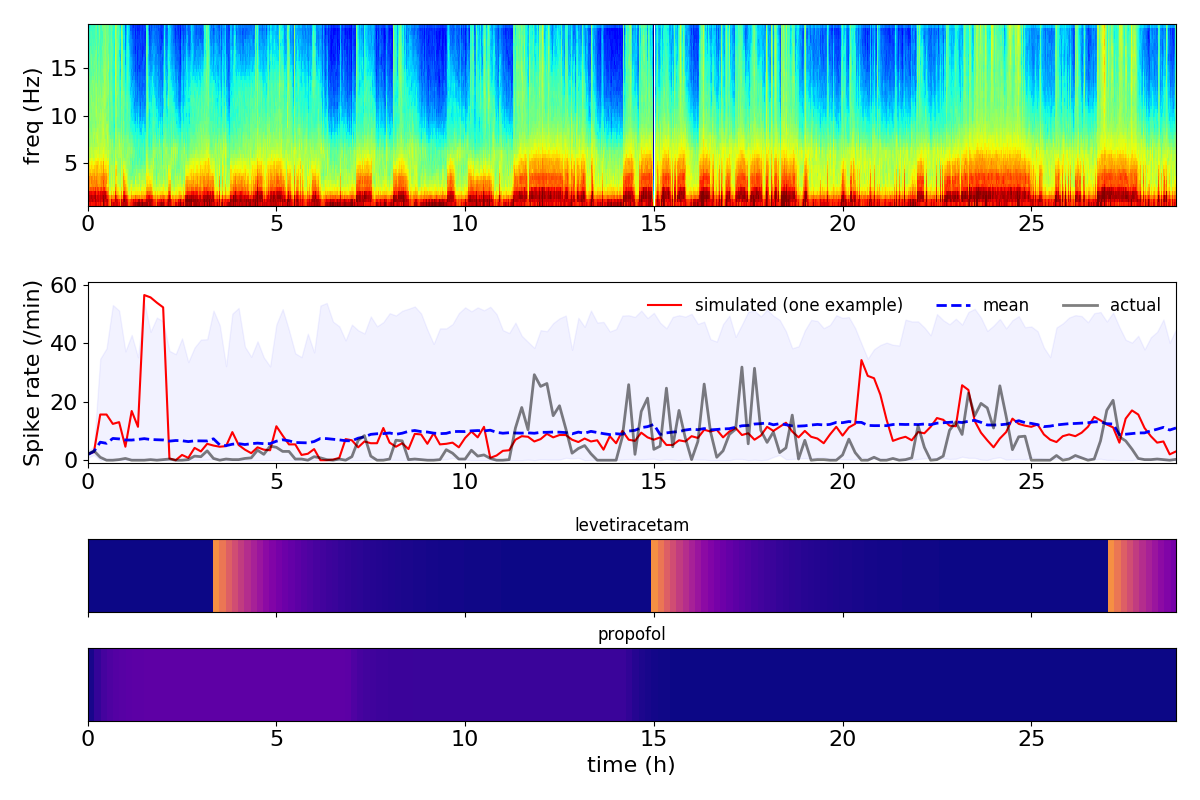 freq (Hz)
15
10
5
0 5 10 15 20 25
Spike rate (/min)
60
40
20
0
simulated (one example) mean actual
0 5 10 15 20 25
levetiracetam
propofol
0 5 10 15 20 25
time (h)